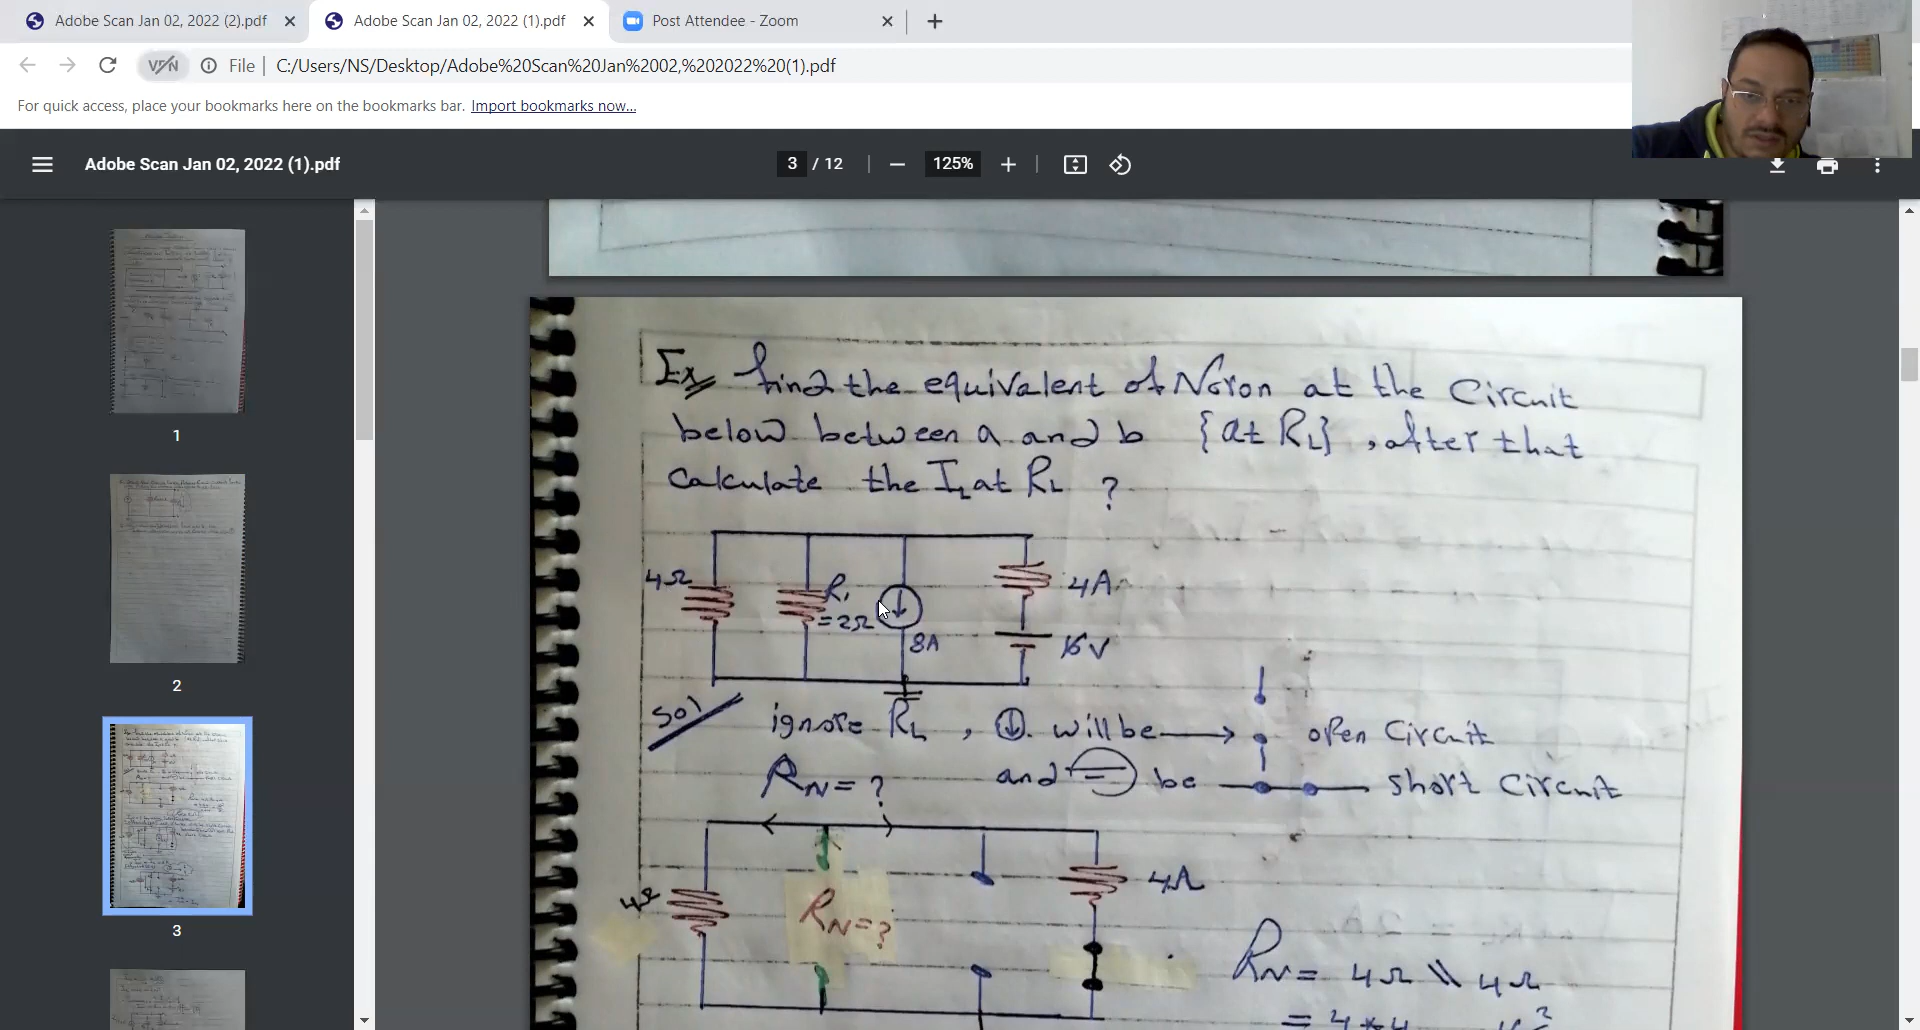 Adobe Scan Jan 02, 2022 (2).pdf
Adobe Scan Jan 02, 2022 (1).pdf
Post Attendee - Zoom
VPN
File
C:/Users/NS/Desktop/Adobe%20Scan%20Jan%2002,%202022%20(1).pdf
For quick access, place your bookmarks here on the bookmarks bar. Import bookmarks now...
Adobe Scan Jan 02, 2022 (1).pdf
3 / 12
125%
1
2
3
Ex find the equivalent of Noron at the Circuit
below between a and b {at RL}, after that
Calculate the IL at RL ?
4Ω
R,
= 2Ω
8A
4Λ
16V
sol
ignore RL, ↓ will be → open Circuit
RN = ?
and be short Circuit
4Ω
RN = ?
4Λ
RN = 4Ω \\ 4Ω
= 4*4